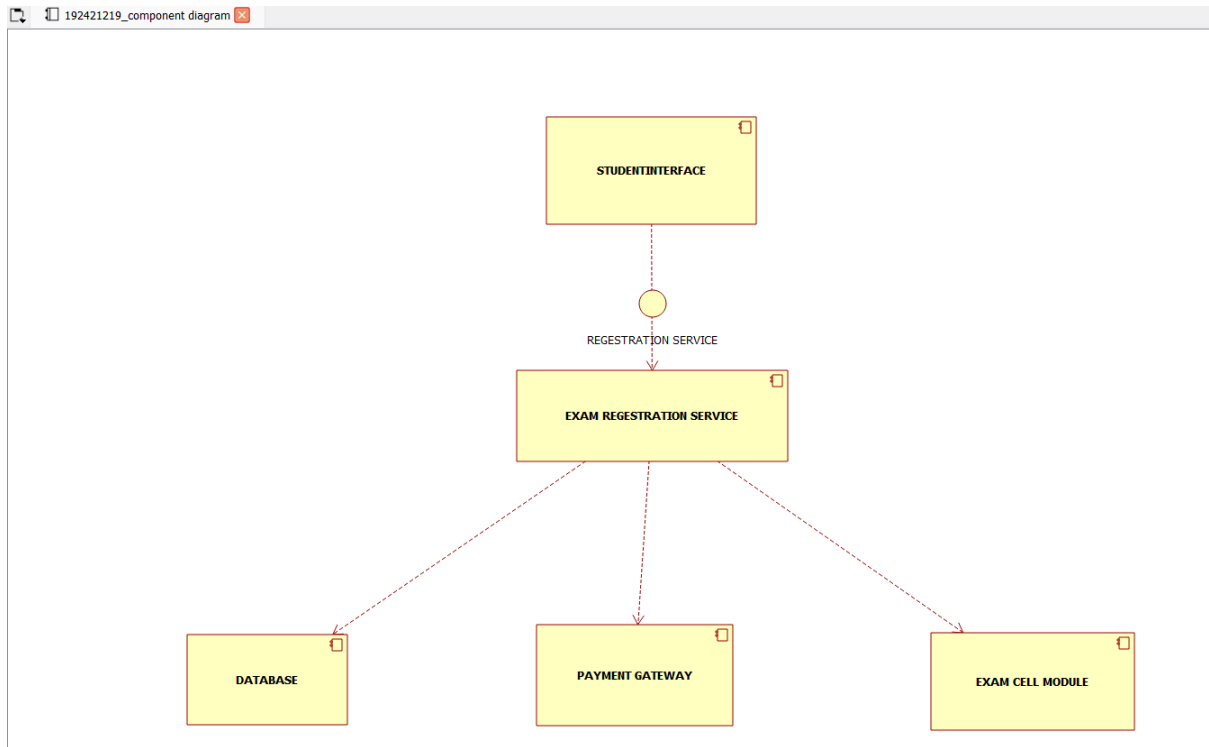 192421219_component diagram
STUDENTINTERFACE
REGESTRATION SERVICE
EXAM REGESTRATION SERVICE
DATABASE
PAYMENT GATEWAY
EXAM CELL MODULE